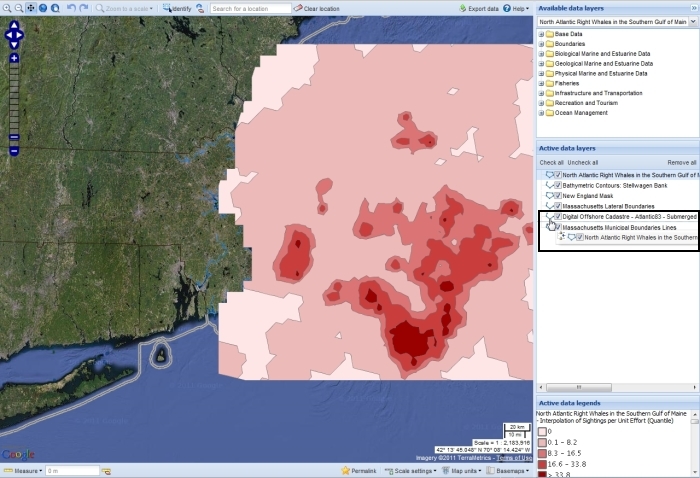 Zoom to a scale
Identify
Search for a location
Clear location
Export data
Help
Available data layers
North Atlantic Right Whales in the Southern Gulf of Main
Base Data
Boundaries
Biological Marine and Estuarine Data
Geological Marine and Estuarine Data
Physical Marine and Estuarine Data
Fisheries
Infrastructure and Transportation
Recreation and Tourism
Ocean Management
Active data layers
Check all Uncheck all Remove all
North Atlantic Right Whales in the Southern Gulf of M
Bathymetric Contours: Stellwagen Bank
New England Mask
Massachusetts Lateral Boundaries
Digital Offshore Cadastre - Atlantic83 - Submerged
Massachusetts Municipal Boundaries Lines
North Atlantic Right Whales in the Southern
Active data legends
North Atlantic Right Whales in the Southern Gulf of Maine
- Interpolation of Sightings per Unit Effort (Quantile)
0
0.1 - 8.2
8.3 - 16.5
16.6 - 33.8
> 33.8
20 km
10 mi
Scale = 1 : 2,183,916
42° 13' 45.048" N 70° 08' 14.424" W
Imagery ©2011 TerraMetrics - Terms of Use
Google
Measure
0 m
Permalink
Scale settings
Map units
Basemaps